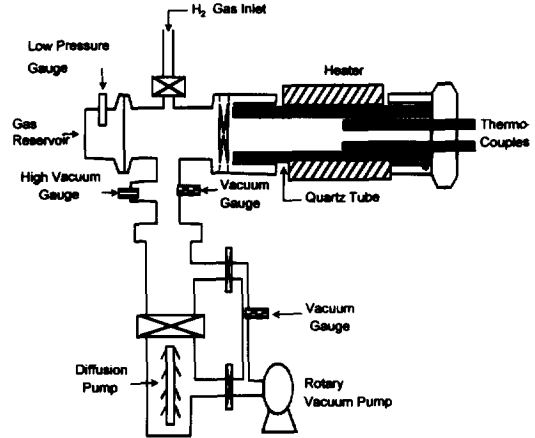 H₂ Gas Inlet
Low Pressure
Gauge
Heater
Gas
Reservoir
Thermo-
Couples
High Vacuum
Gauge
Vacuum
Gauge
Quartz Tube
Vacuum
Gauge
Diffusion
Pump
Rotary
Vacuum Pump